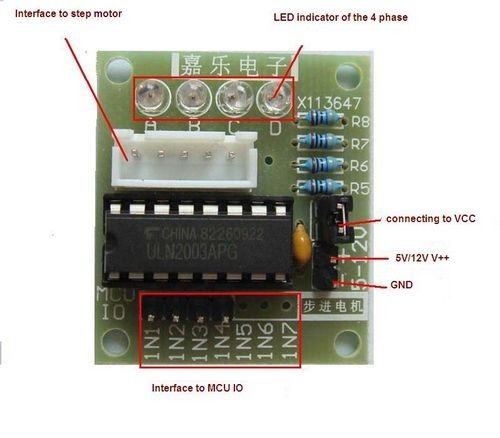 Interface to step motor
LED indicator of the 4 phase
嘉乐电子
X113647
A B C D
R8
R7
R6
R5
connecting to VCC
CHINA 82260922
ULN2003APG
5V/12V V++
5-12V
GND
MCU
IO
步进电机
1N1
1N2
1N3
1N4
1N5
1N6
1N7
Interface to MCU IO